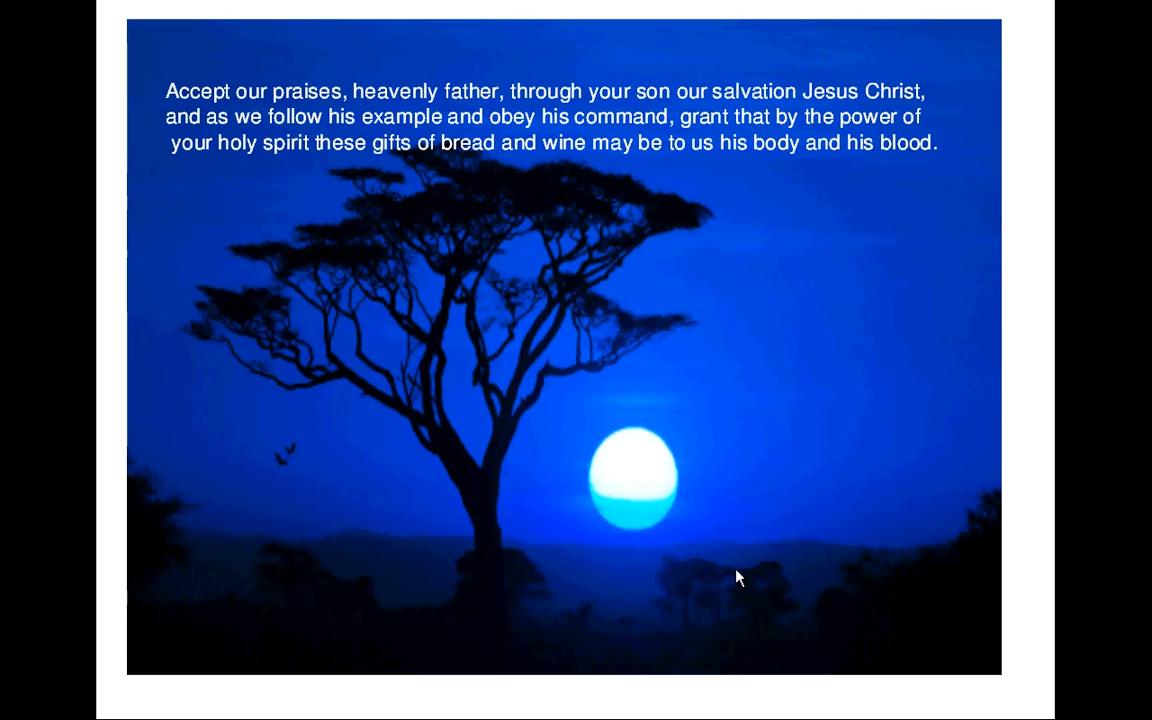 Accept our praises, heavenly father, through your son our salvation Jesus Christ,
and as we follow his example and obey his command, grant that by the power of
your holy spirit these gifts of bread and wine may be to us his body and his blood.